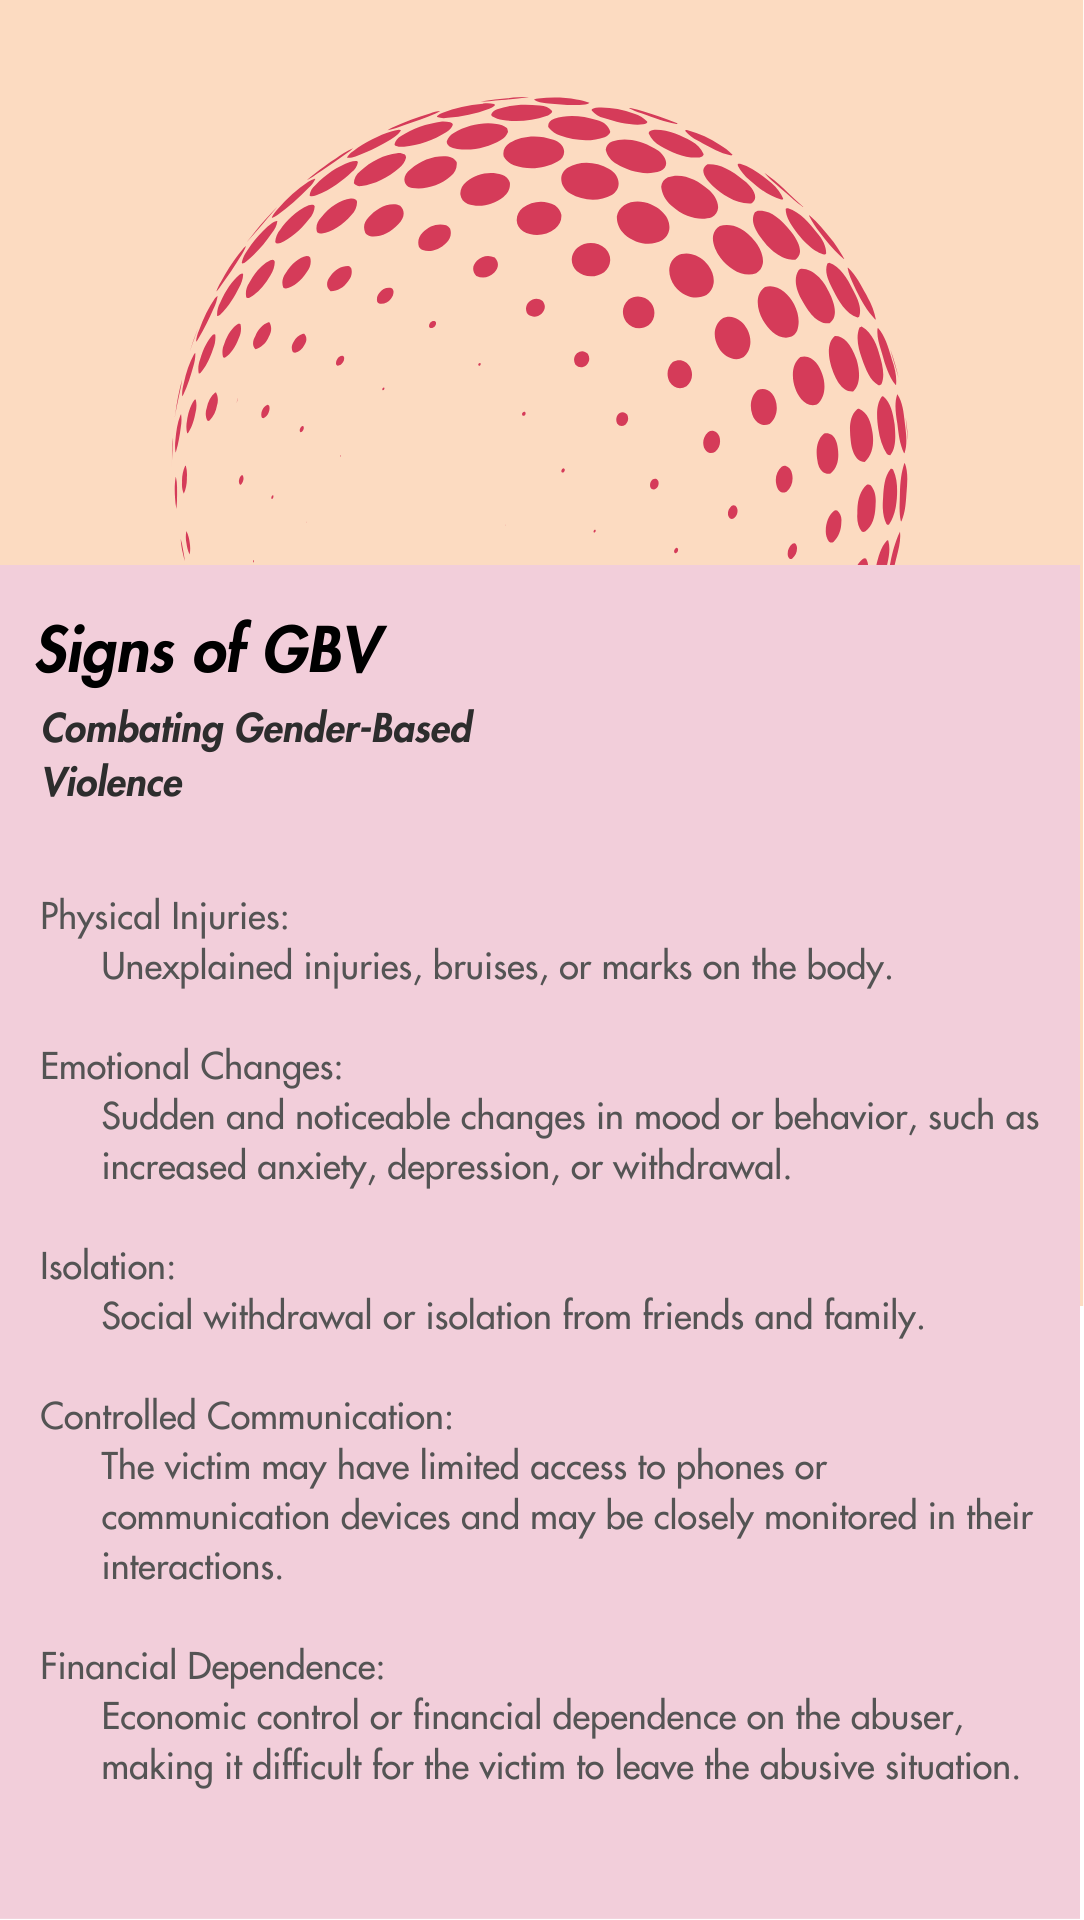 Signs of GBV
Combating Gender-Based
Violence
Physical Injuries:
Unexplained injuries, bruises, or marks on the body.
Emotional Changes:
Sudden and noticeable changes in mood or behavior, such as
increased anxiety, depression, or withdrawal.
Isolation:
Social withdrawal or isolation from friends and family.
Controlled Communication:
The victim may have limited access to phones or
communication devices and may be closely monitored in their
interactions.
Financial Dependence:
Economic control or financial dependence on the abuser,
making it difficult for the victim to leave the abusive situation.